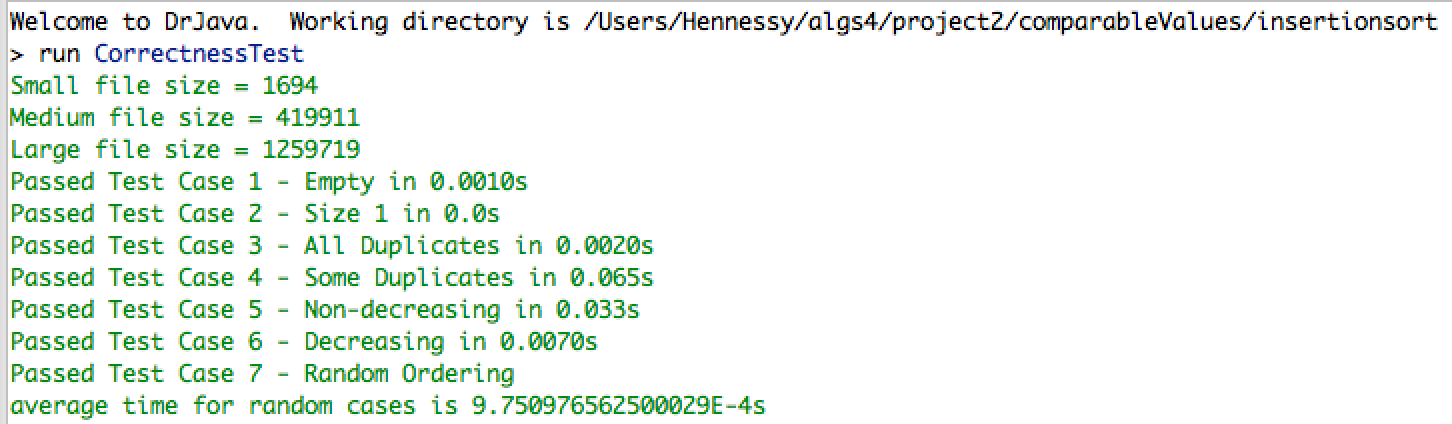 Welcome to DrJava.  Working directory is /Users/Hennessy/algs4/project2/comparableValues/insertionsort
> run CorrectnessTest
Small file size = 1694
Medium file size = 419911
Large file size = 1259719
Passed Test Case 1 - Empty in 0.0010s
Passed Test Case 2 - Size 1 in 0.0s
Passed Test Case 3 - All Duplicates in 0.0020s
Passed Test Case 4 - Some Duplicates in 0.065s
Passed Test Case 5 - Non-decreasing in 0.033s
Passed Test Case 6 - Decreasing in 0.0070s
Passed Test Case 7 - Random Ordering
average time for random cases is 9.750976562500029E-4s